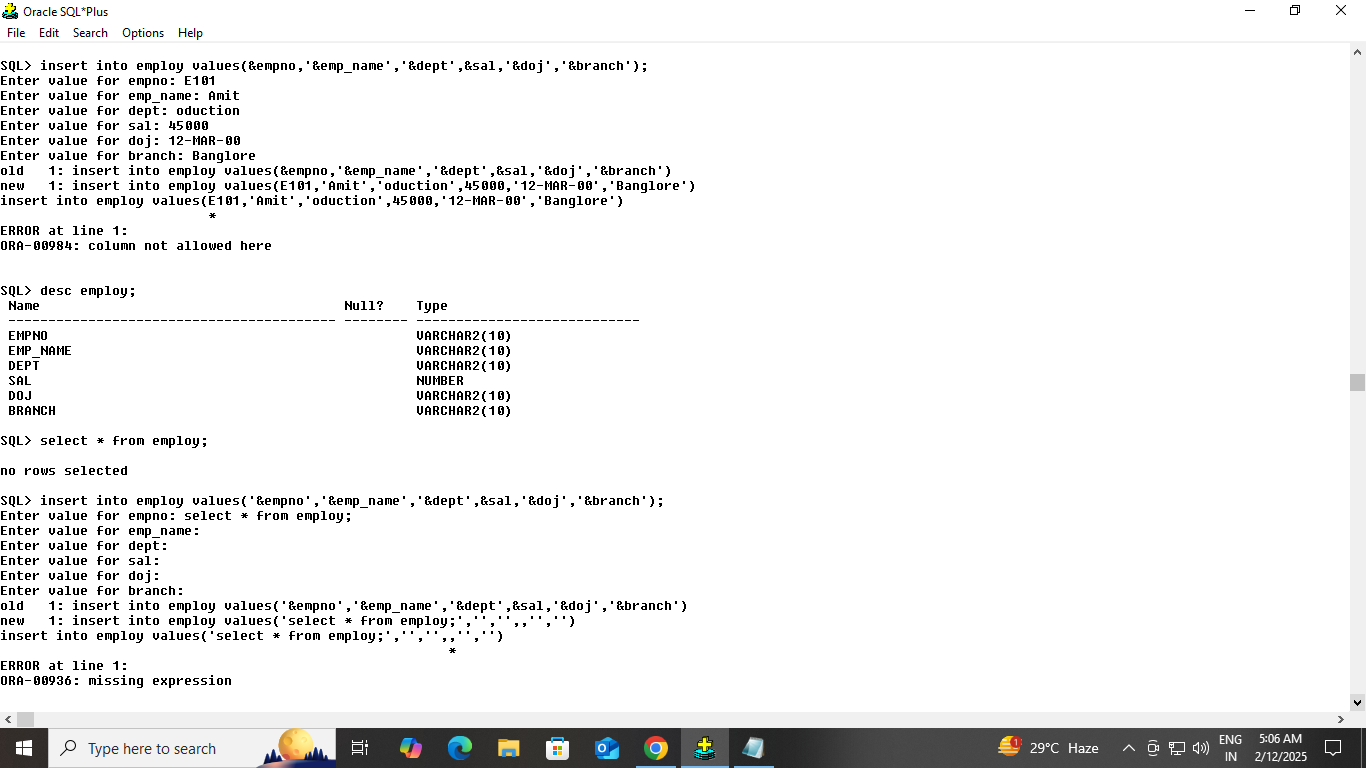 Oracle SQL*Plus
File Edit Search Options Help
SQL> insert into employ values(&empno,'&emp_name','&dept',&sal,'&doj','&branch');
Enter value for empno: E101
Enter value for emp_name: Amit
Enter value for dept: oduction
Enter value for sal: 45000
Enter value for doj: 12-MAR-00
Enter value for branch: Banglore
old   1: insert into employ values(&empno,'&emp_name','&dept',&sal,'&doj','&branch')
new   1: insert into employ values(E101,'Amit','oduction',45000,'12-MAR-00','Banglore')
insert into employ values(E101,'Amit','oduction',45000,'12-MAR-00','Banglore')
*
ERROR at line 1:
ORA-00984: column not allowed here
SQL> desc employ;
Name Null? Type
----------------------------------------- -------- ----------------------------
EMPNO VARCHAR2(10)
EMP_NAME VARCHAR2(10)
DEPT VARCHAR2(10)
SAL NUMBER
DOJ VARCHAR2(10)
BRANCH VARCHAR2(10)
SQL> select * from employ;
no rows selected
SQL> insert into employ values('&empno','&emp_name','&dept',&sal,'&doj','&branch');
Enter value for empno: select * from employ;
Enter value for emp_name:
Enter value for dept:
Enter value for sal:
Enter value for doj:
Enter value for branch:
old   1: insert into employ values('&empno','&emp_name','&dept',&sal,'&doj','&branch')
new   1: insert into employ values('select * from employ;','','',,'','')
insert into employ values('select * from employ;','','',,'','')
*
ERROR at line 1:
ORA-00936: missing expression
Type here to search
1
29°C Haze
ENG
IN
5:06 AM
2/12/2025